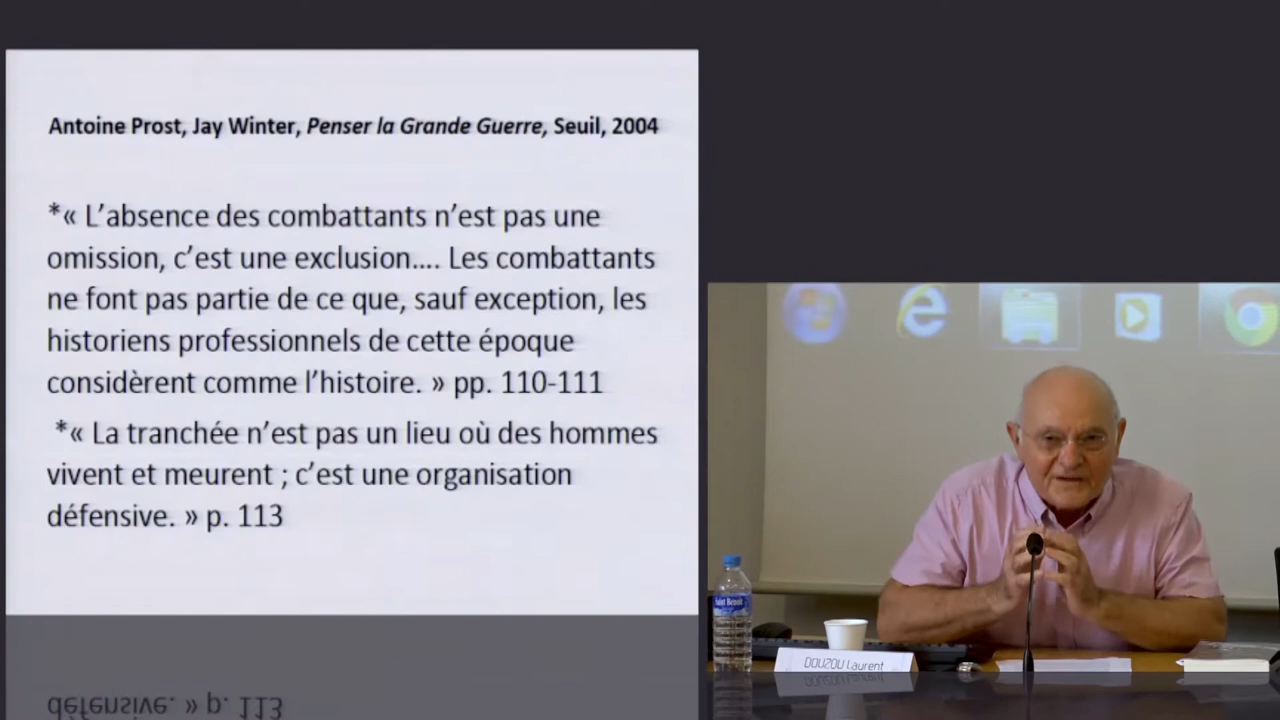 Antoine Prost, Jay Winter, Penser la Grande Guerre, Seuil, 2004
*« L’absence des combattants n’est pas une
omission, c’est une exclusion…. Les combattants
ne font pas partie de ce que, sauf exception, les
historiens professionnels de cette époque
considèrent comme l’histoire. » pp. 110-111
*« La tranchée n’est pas un lieu où des hommes
vivent et meurent ; c’est une organisation
défensive. » p. 113
Saint Benoit
DOUZOU Laurent